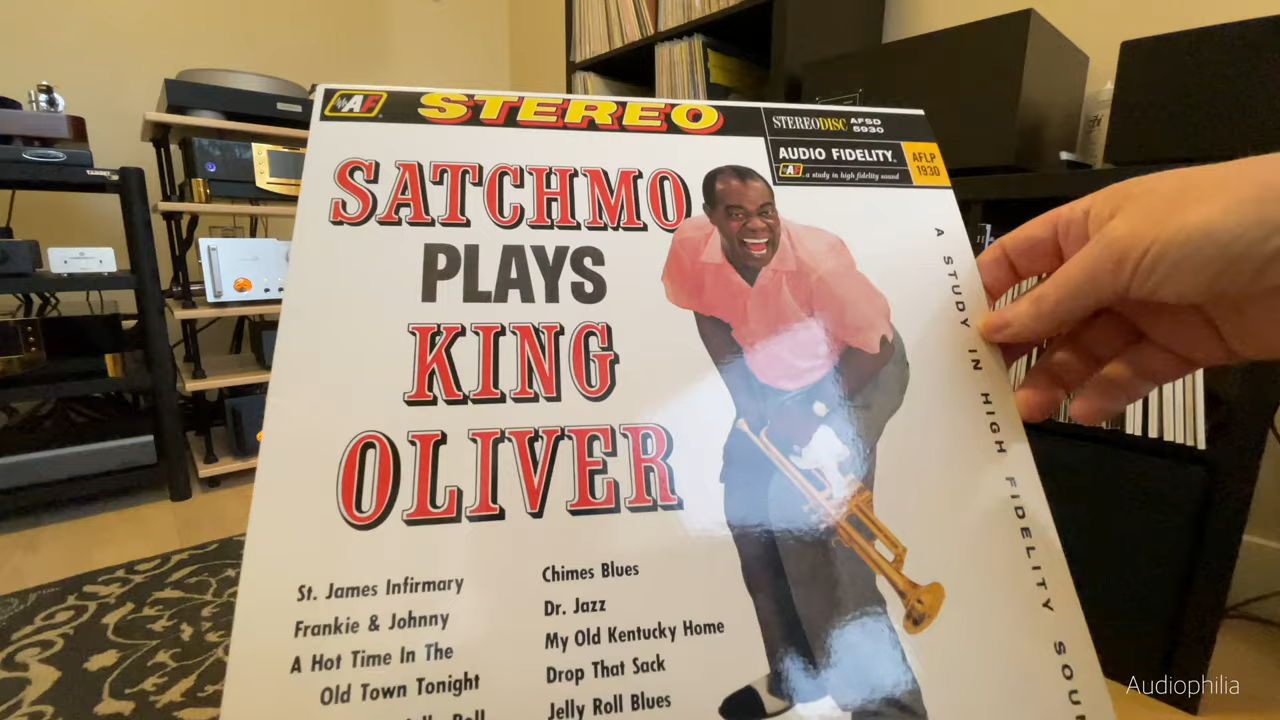 AF
STEREO
STEREODISC AFSD 5930
AUDIO FIDELITY®
AF ..a study in high fidelity sound
AFLP 1930
SATCHMO
PLAYS
KING
OLIVER
A STUDY IN HIGH FIDELITY SOUN
St. James Infirmary
Frankie & Johnny
A Hot Time In The
Old Town Tonight
Roll
Chimes Blues
Dr. Jazz
My Old Kentucky Home
Drop That Sack
Jelly Roll Blues
Audiophilia